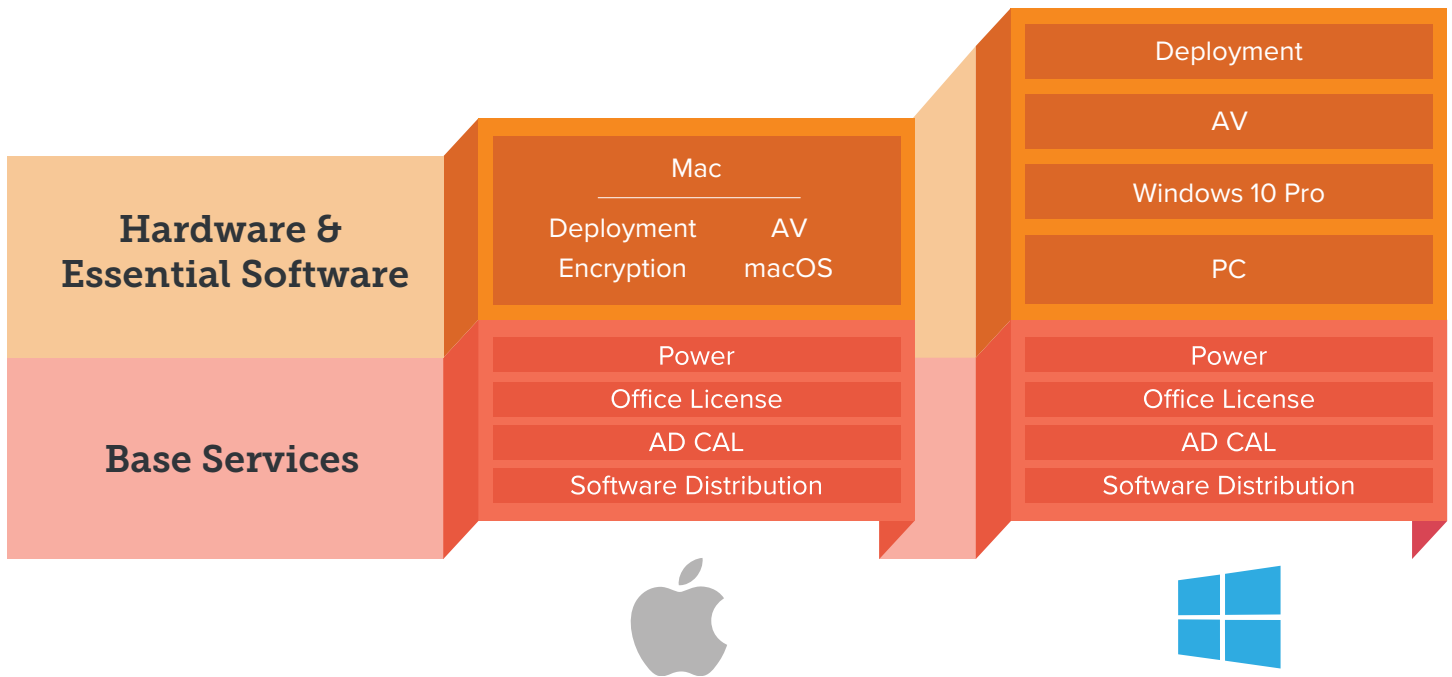 Hardware &
Essential Software
Base Services
Mac
Deployment AV
Encryption macOS
Power
Office License
AD CAL
Software Distribution
Deployment
AV
Windows 10 Pro
PC
Power
Office License
AD CAL
Software Distribution